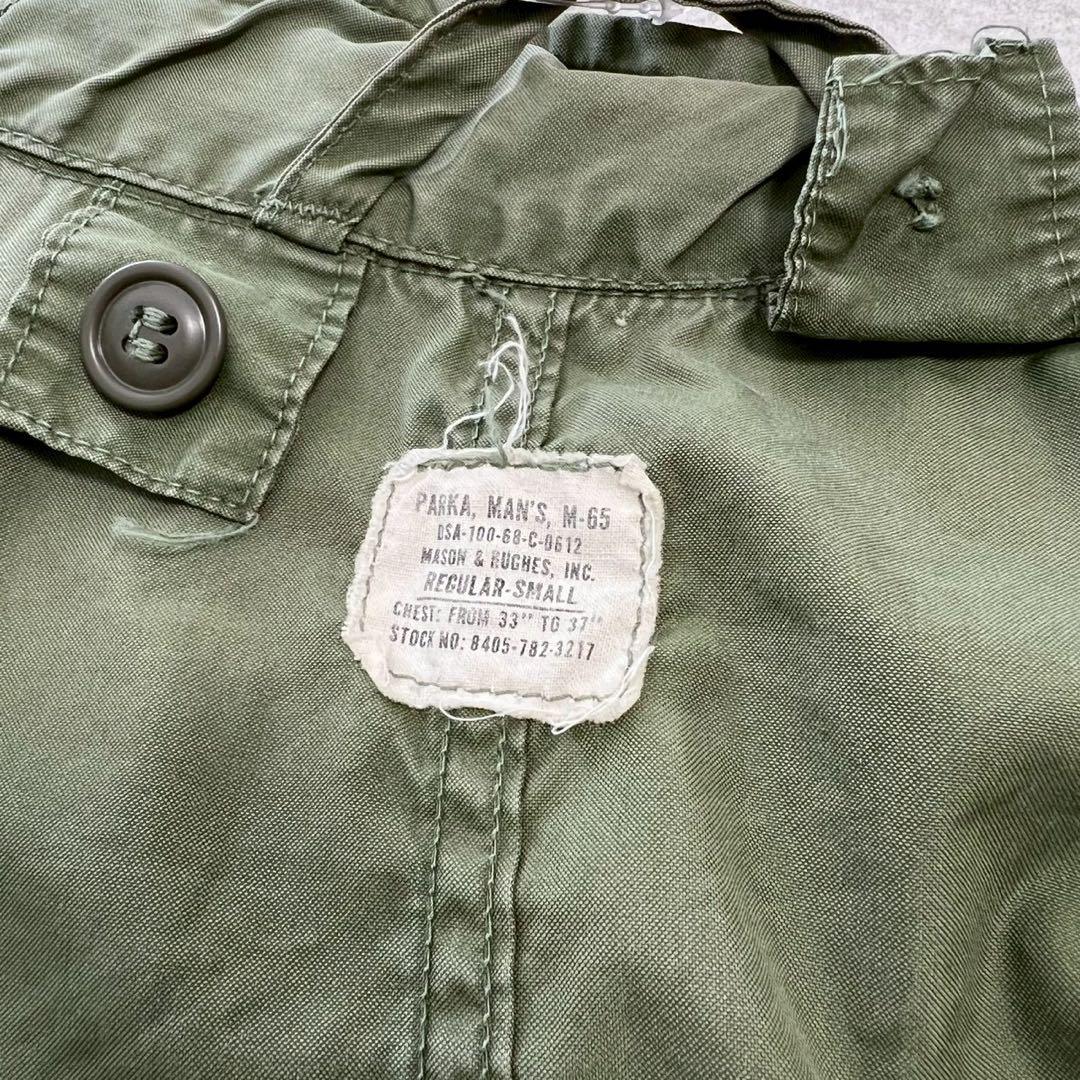 PARKA, MAN'S, M-65
DSA-100-68-C-0612
MASON & HUGHES, INC.
REGULAR-SMALL
CHEST: FROM 33" TO 37"
STOCK NO: 8405-782-3217